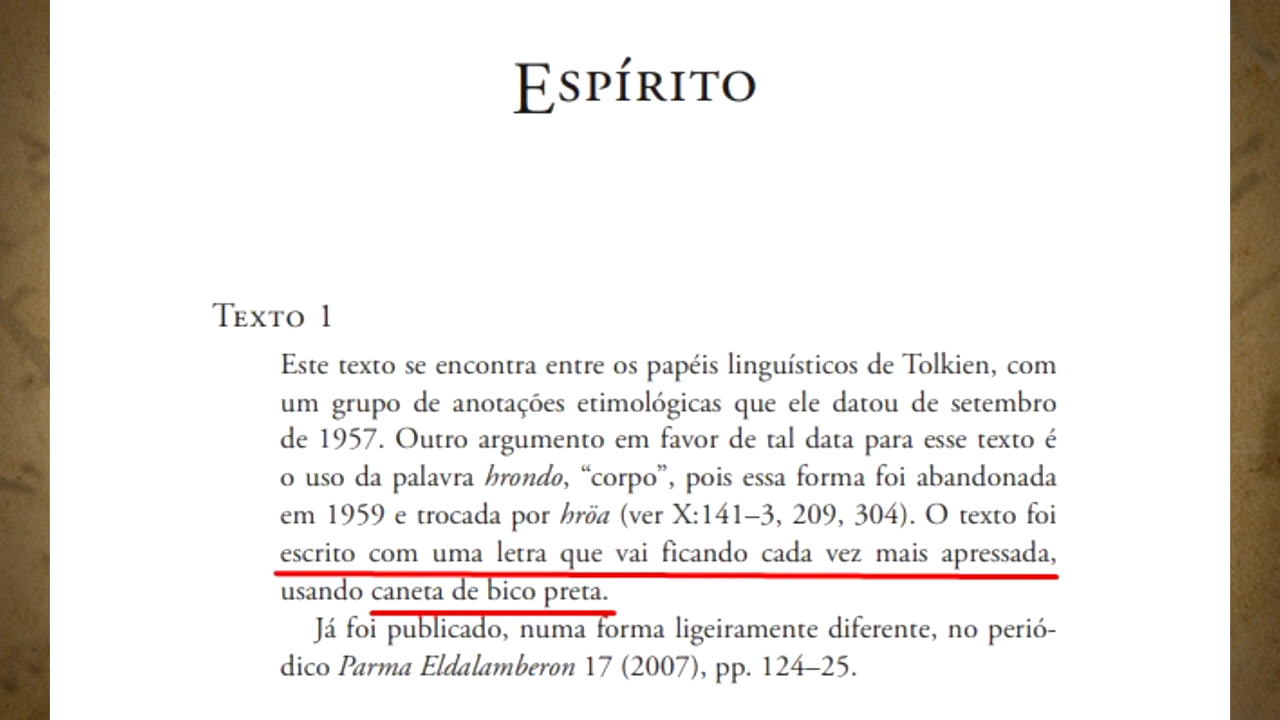 Espírito
Texto 1
Este texto se encontra entre os papéis linguísticos de Tolkien, com
um grupo de anotações etimológicas que ele datou de setembro
de 1957. Outro argumento em favor de tal data para esse texto é
o uso da palavra hrondo, “corpo”, pois essa forma foi abandonada
em 1959 e trocada por hröa (ver X:141–3, 209, 304). O texto foi
escrito com uma letra que vai ficando cada vez mais apressada,
usando caneta de bico preta.
Já foi publicado, numa forma ligeiramente diferente, no perió-
dico Parma Eldalamberon 17 (2007), pp. 124–25.